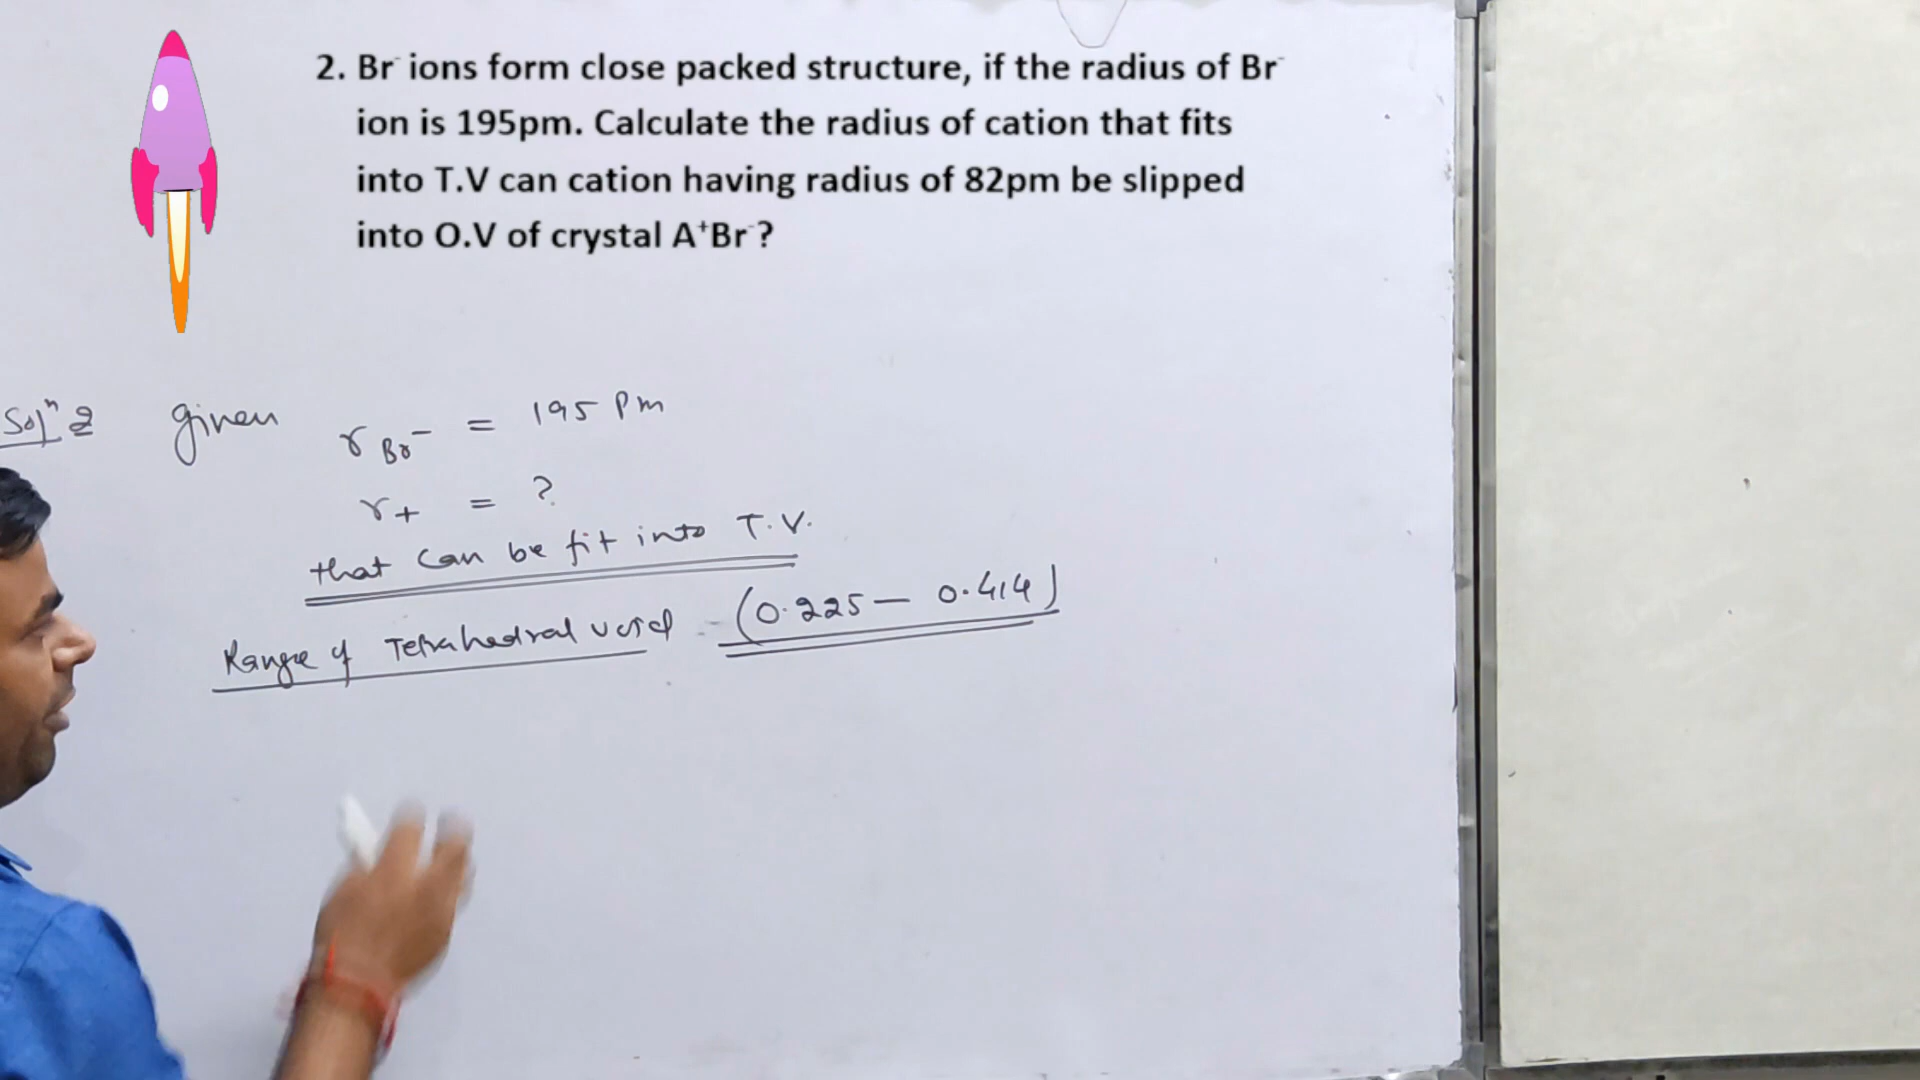 2. Br⁻ ions form close packed structure, if the radius of Br⁻
ion is 195pm. Calculate the radius of cation that fits
into T.V can cation having radius of 82pm be slipped
into O.V of crystal A⁺Br⁻?
Solⁿ 2 given r Br⁻ = 195 Pm
r+ = ?
that can be fit into T.V.
Range of Tetrahedral void - (0.225 — 0.414)